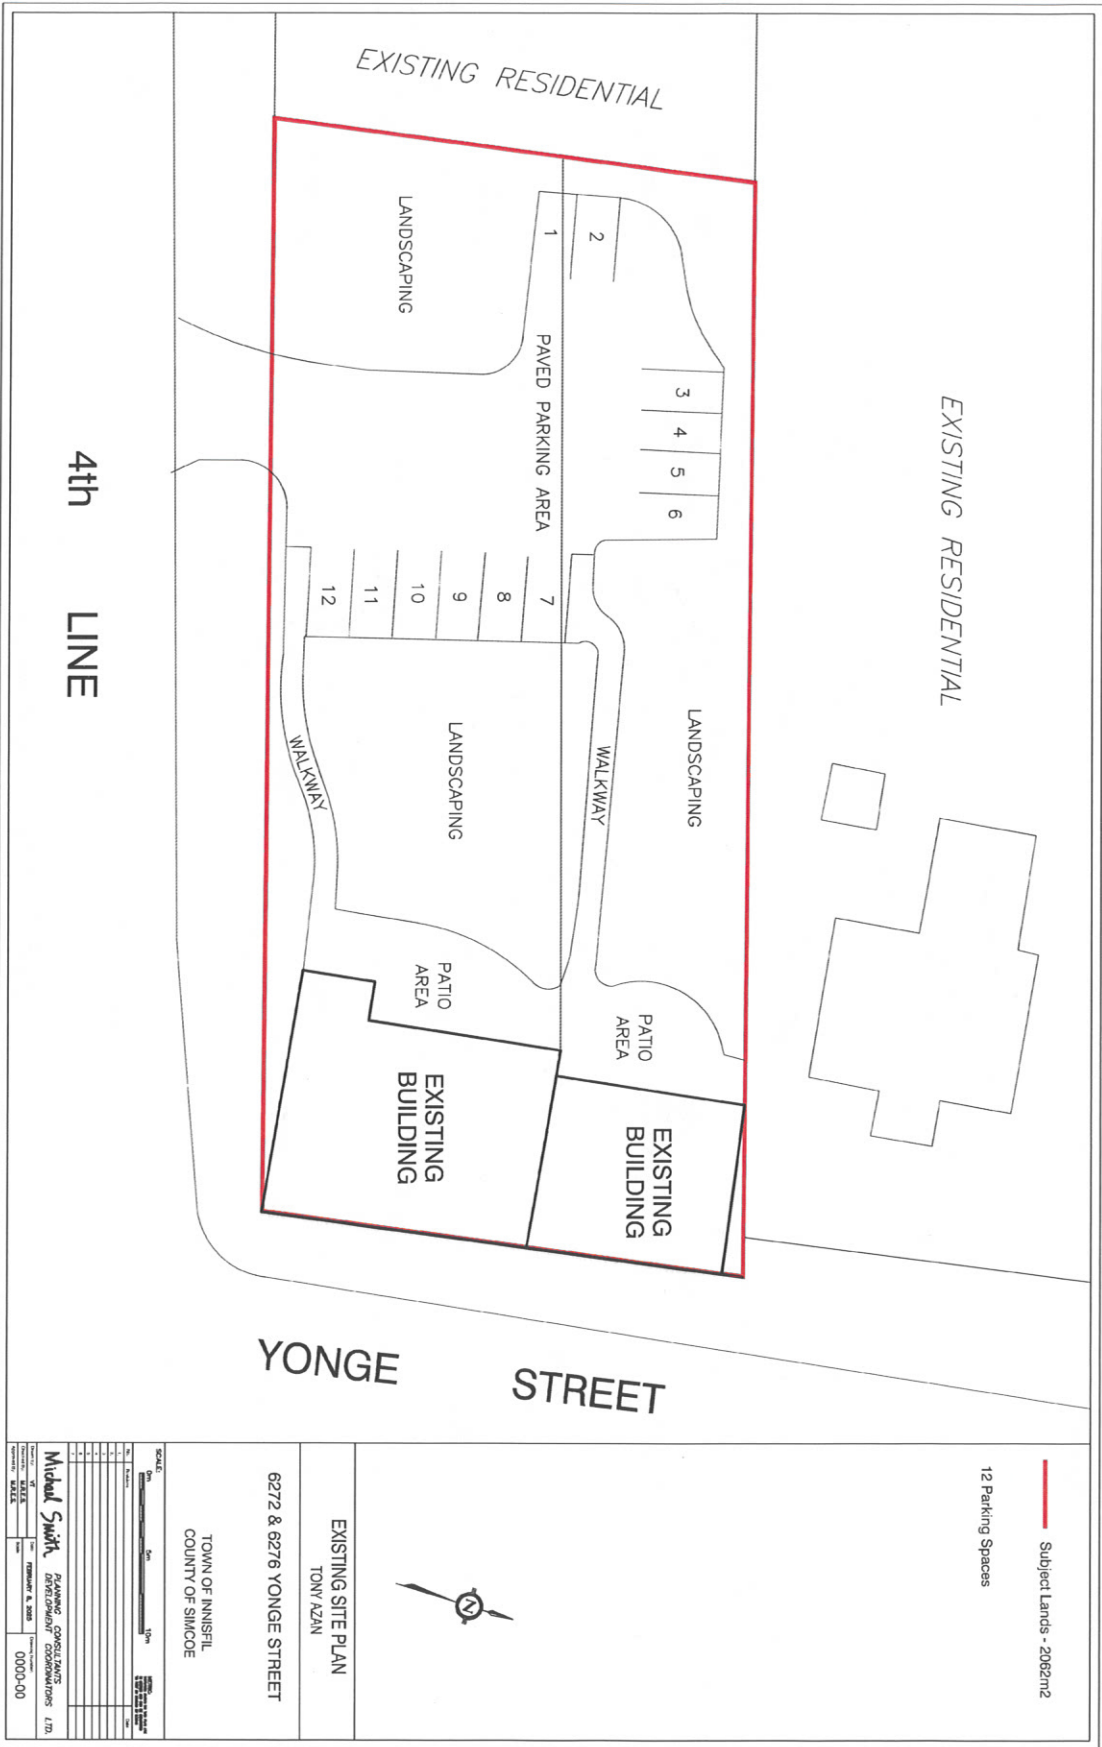 EXISTING RESIDENTIAL
EXISTING RESIDENTIAL
LANDSCAPING
1
2
PAVED PARKING AREA
3
4
5
6
7
8
9
10
11
12
LANDSCAPING
LANDSCAPING
WALKWAY
WALKWAY
PATIO
AREA
PATIO
AREA
EXISTING
BUILDING
EXISTING
BUILDING
4th LINE
YONGE STREET
Subject Lands - 2062m2
12 Parking Spaces
N
EXISTING SITE PLAN
TONY AZAN
6272 & 6276 YONGE STREET
TOWN OF INNISFIL
COUNTY OF SIMCOE
SCALE:
0m 5m 10m
Michael Smith PLANNING CONSULTANTS
DEVELOPMENT COORDINATORS LTD.
0000-00